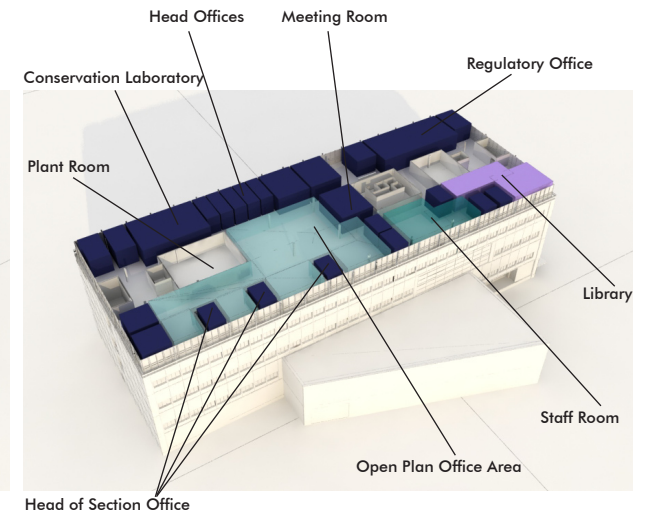 Head Offices
Meeting Room
Regulatory Office
Conservation Laboratory
Plant Room
Library
Staff Room
Open Plan Office Area
Head of Section Office